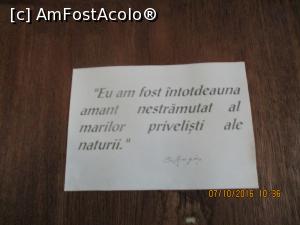 [c] AmFostAcolo®
"Eu am fost întotdeauna
amant nestrămutat al
marilor priveliști ale
naturii."
07/10/2016 10:36